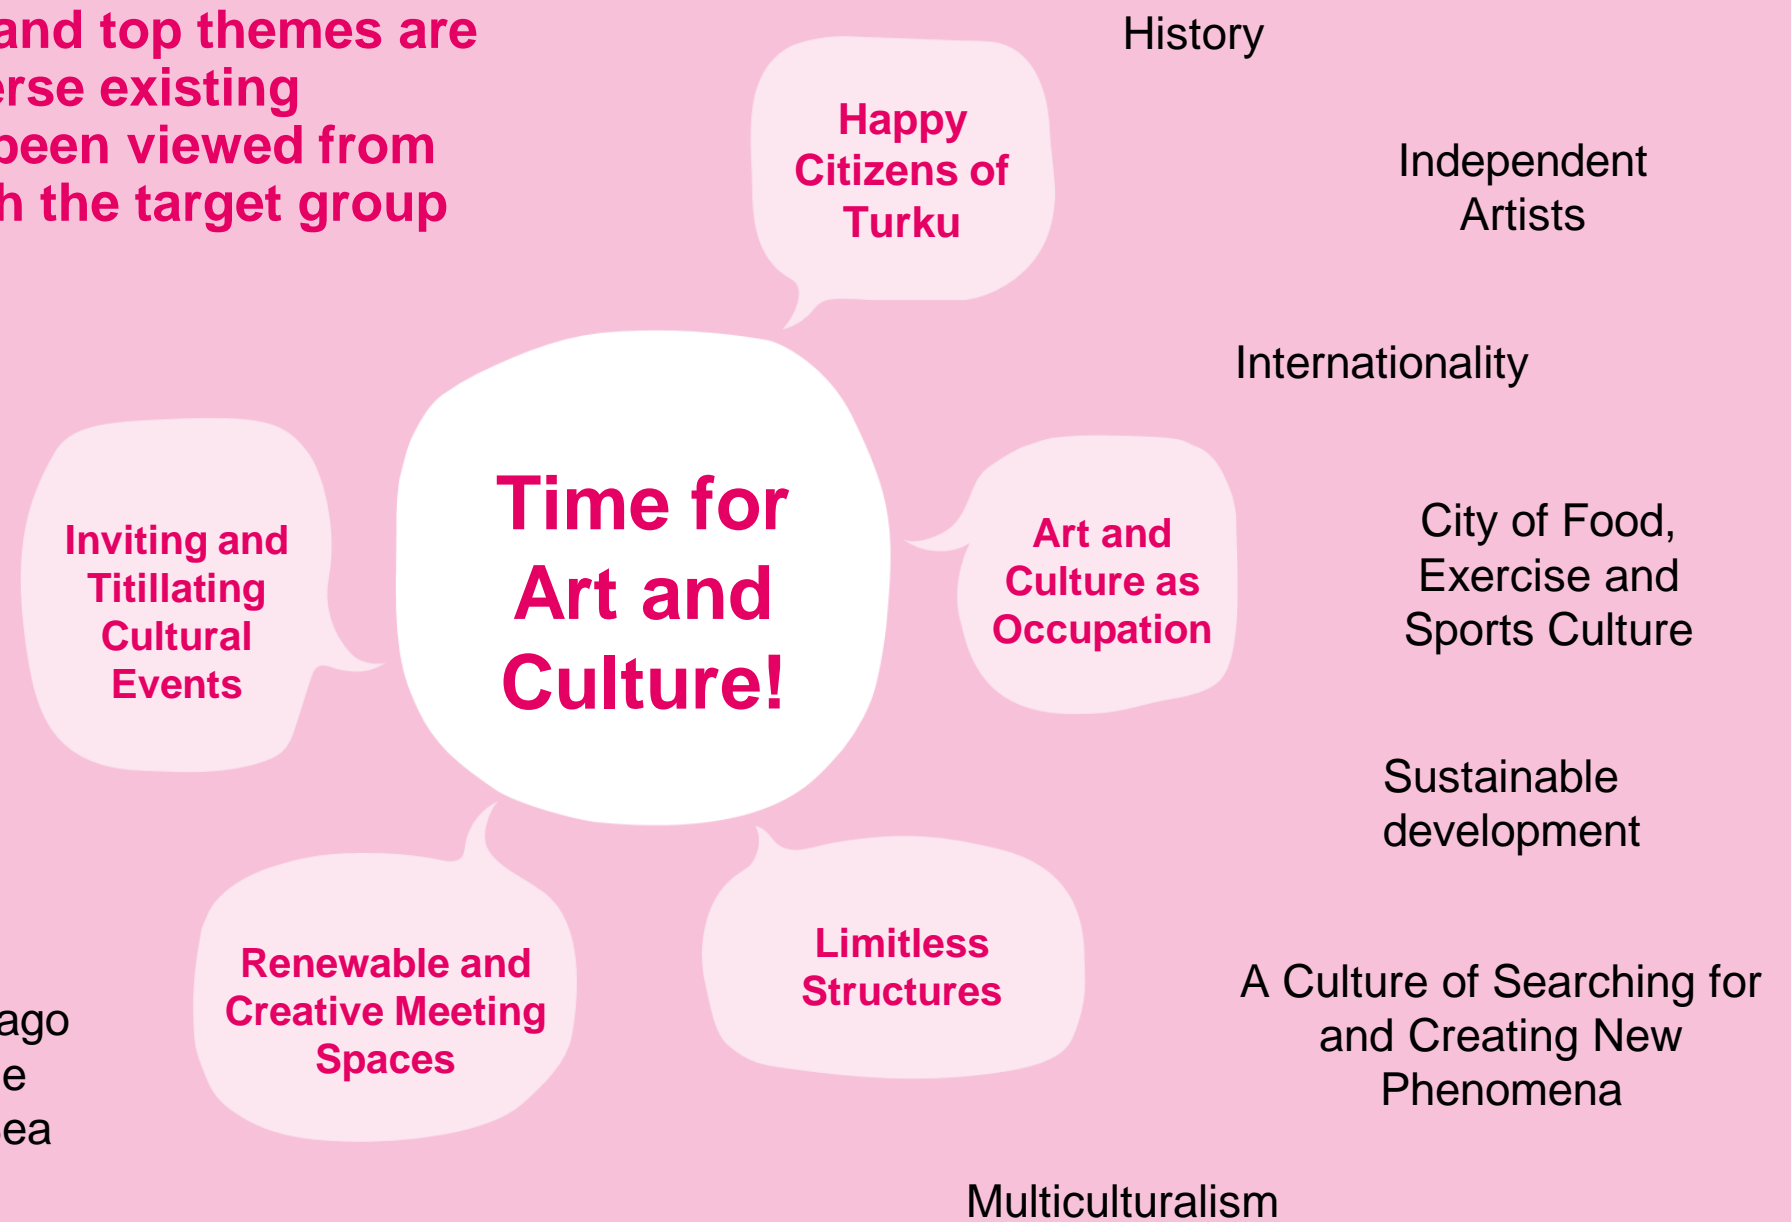 and top themes are
existing
been viewed from
the target group
History
Happy
Citizens of
Turku
Independent
Artists
Internationality
Time for
Art and
Culture!
Inviting and
Titillating
Cultural
Events
Art and
Culture as
Occupation
City of Food,
Exercise and
Sports Culture
Sustainable
development
Renewable and
Creative Meeting
Spaces
Limitless
Structures
A Culture of Searching for
and Creating New
Phenomena
Multiculturalism